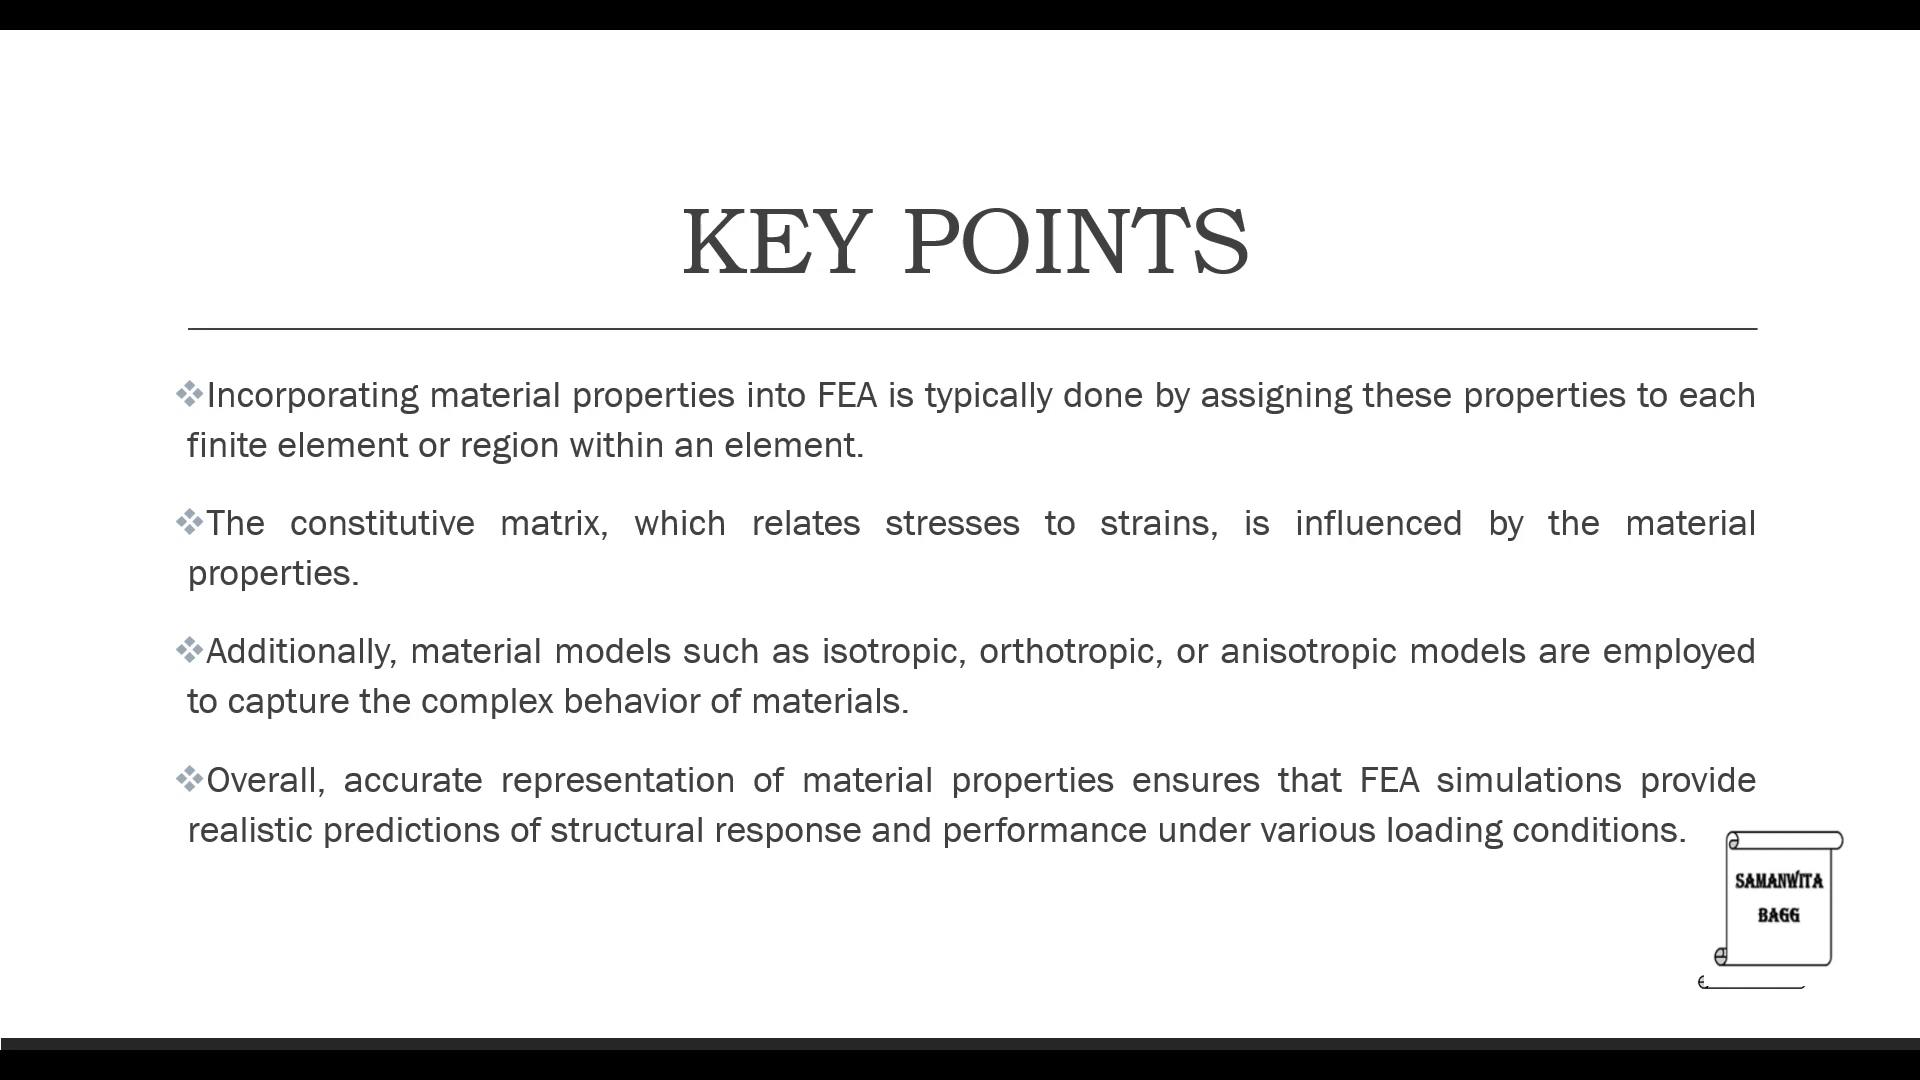 KEY POINTS
❖Incorporating material properties into FEA is typically done by assigning these properties to each
finite element or region within an element.
❖The constitutive matrix, which relates stresses to strains, is influenced by the material
properties.
❖Additionally, material models such as isotropic, orthotropic, or anisotropic models are employed
to capture the complex behavior of materials.
❖Overall, accurate representation of material properties ensures that FEA simulations provide
realistic predictions of structural response and performance under various loading conditions.
SAMANWITA
BAGG